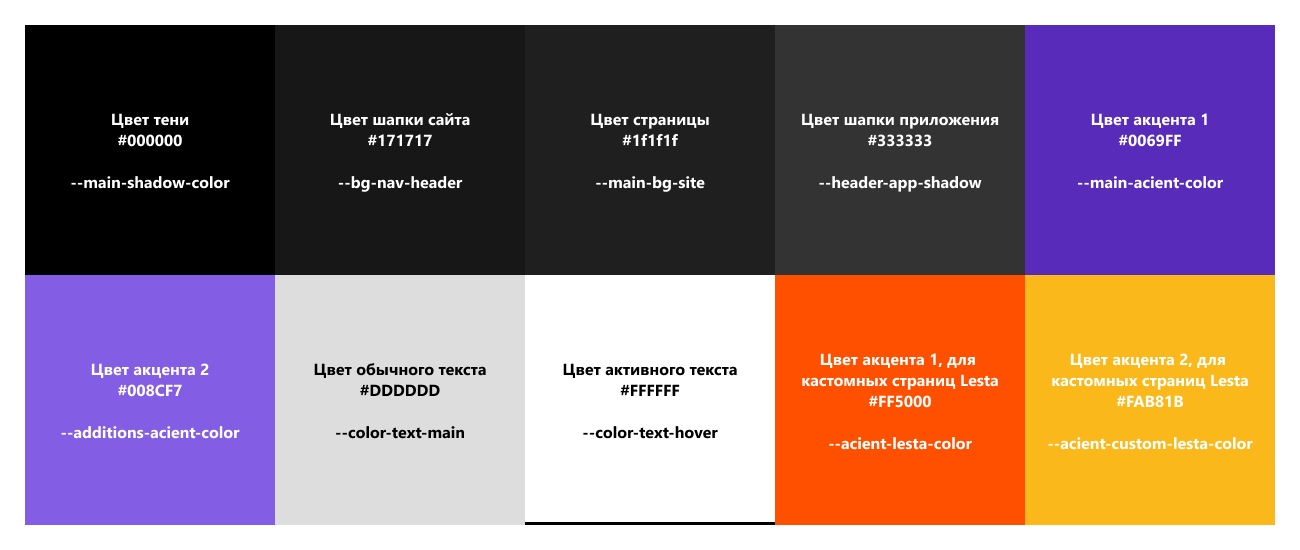 Цвет тени
#000000
--main-shadow-color
Цвет шапки сайта
#171717
--bg-nav-header
Цвет страницы
#1f1f1f
--main-bg-site
Цвет шапки приложения
#333333
--header-app-shadow
Цвет акцента 1
#0069FF
--main-acient-color
Цвет акцента 2
#008CF7
--additions-acient-color
Цвет обычного текста
#DDDDDD
--color-text-main
Цвет активного текста
#FFFFFF
--color-text-hover
Цвет акцента 1, для
кастомных страниц Lesta
#FF5000
--acient-lesta-color
Цвет акцента 2, для
кастомных страниц Lesta
#FAB81B
--acient-custom-lesta-color